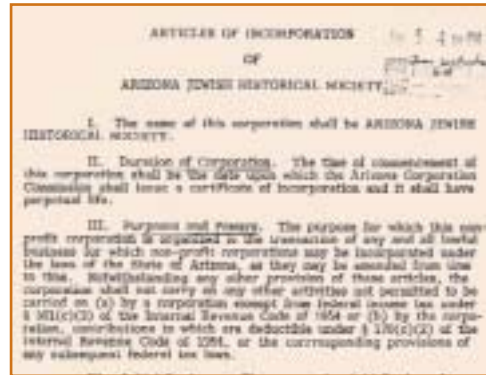 ARTICLES OF INCORPORATION
OF
ARIZONA JEWISH HISTORICAL SOCIETY
I. The name of this corporation shall be ARIZONA JEWISH
HISTORICAL SOCIETY.
II. Duration of Corporation. The time of commencement of
this corporation shall be the date upon which the Arizona Corporation
Commission shall issue a certificate of incorporation and it shall have
perpetual life.
III. Purposes and Powers. The purpose for which this non-
profit corporation is organized is the transaction of any and all lawful
business for which non-profit corporations may be incorporated under
the laws of the State of Arizona, as they may be amended from time
to time. Notwithstanding any other provision of these articles, the
corporation shall not carry on any other activities not permitted to be
carried on (a) by a corporation exempt from federal income tax under
§ 501(c)(3) of the Internal Revenue Code of 1954 or (b) by the corpo-
ration, contributions to which are deductible under § 170(c)(2) of the
Internal Revenue Code of 1954, or the corresponding provisions of
any subsequent federal tax laws.